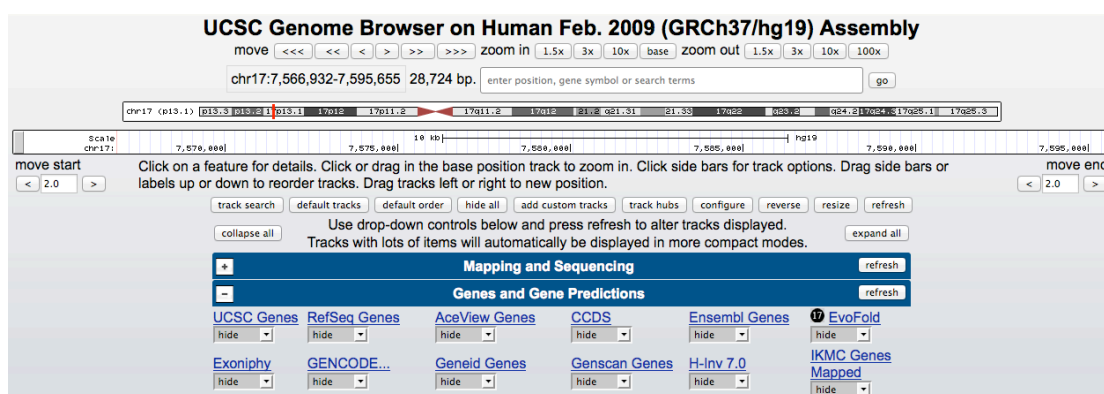 UCSC Genome Browser on Human Feb. 2009 (GRCh37/hg19) Assembly
move <<< << < > >> >>> zoom in 1.5x 3x 10x base zoom out 1.5x 3x 10x 100x
chr17:7,566,932-7,595,655 28,724 bp. enter position, gene symbol or search terms go
chr17 (p13.1) p13.3 p13.2 17p13.1 17p12 17p11.2 17q11.2 17q12 21.2 q21.31 21.33 17q22 q23.2 q24.2 17q24.3 17q25.1 17q25.3
Scale 10 kb hg19
chr17: 7,570,000 7,575,000 7,580,000 7,585,000 7,590,000 7,595,000
move start Click on a feature for details. Click or drag in the base position track to zoom in. Click side bars for track options. Drag side bars or move end
< 2.0 > labels up or down to reorder tracks. Drag tracks left or right to new position. < 2.0 >
track search default tracks default order hide all add custom tracks track hubs configure reverse resize refresh
collapse all Use drop-down controls below and press refresh to alter tracks displayed. expand all
Tracks with lots of items will automatically be displayed in more compact modes.
+ Mapping and Sequencing refresh
- Genes and Gene Predictions refresh
UCSC Genes RefSeq Genes AceView Genes CCDS Ensembl Genes 17 EvoFold
hide hide hide hide hide hide
Exoniphy GENCODE... Geneid Genes Genscan Genes H-Inv 7.0 IKMC Genes Mapped
hide hide hide hide hide hide